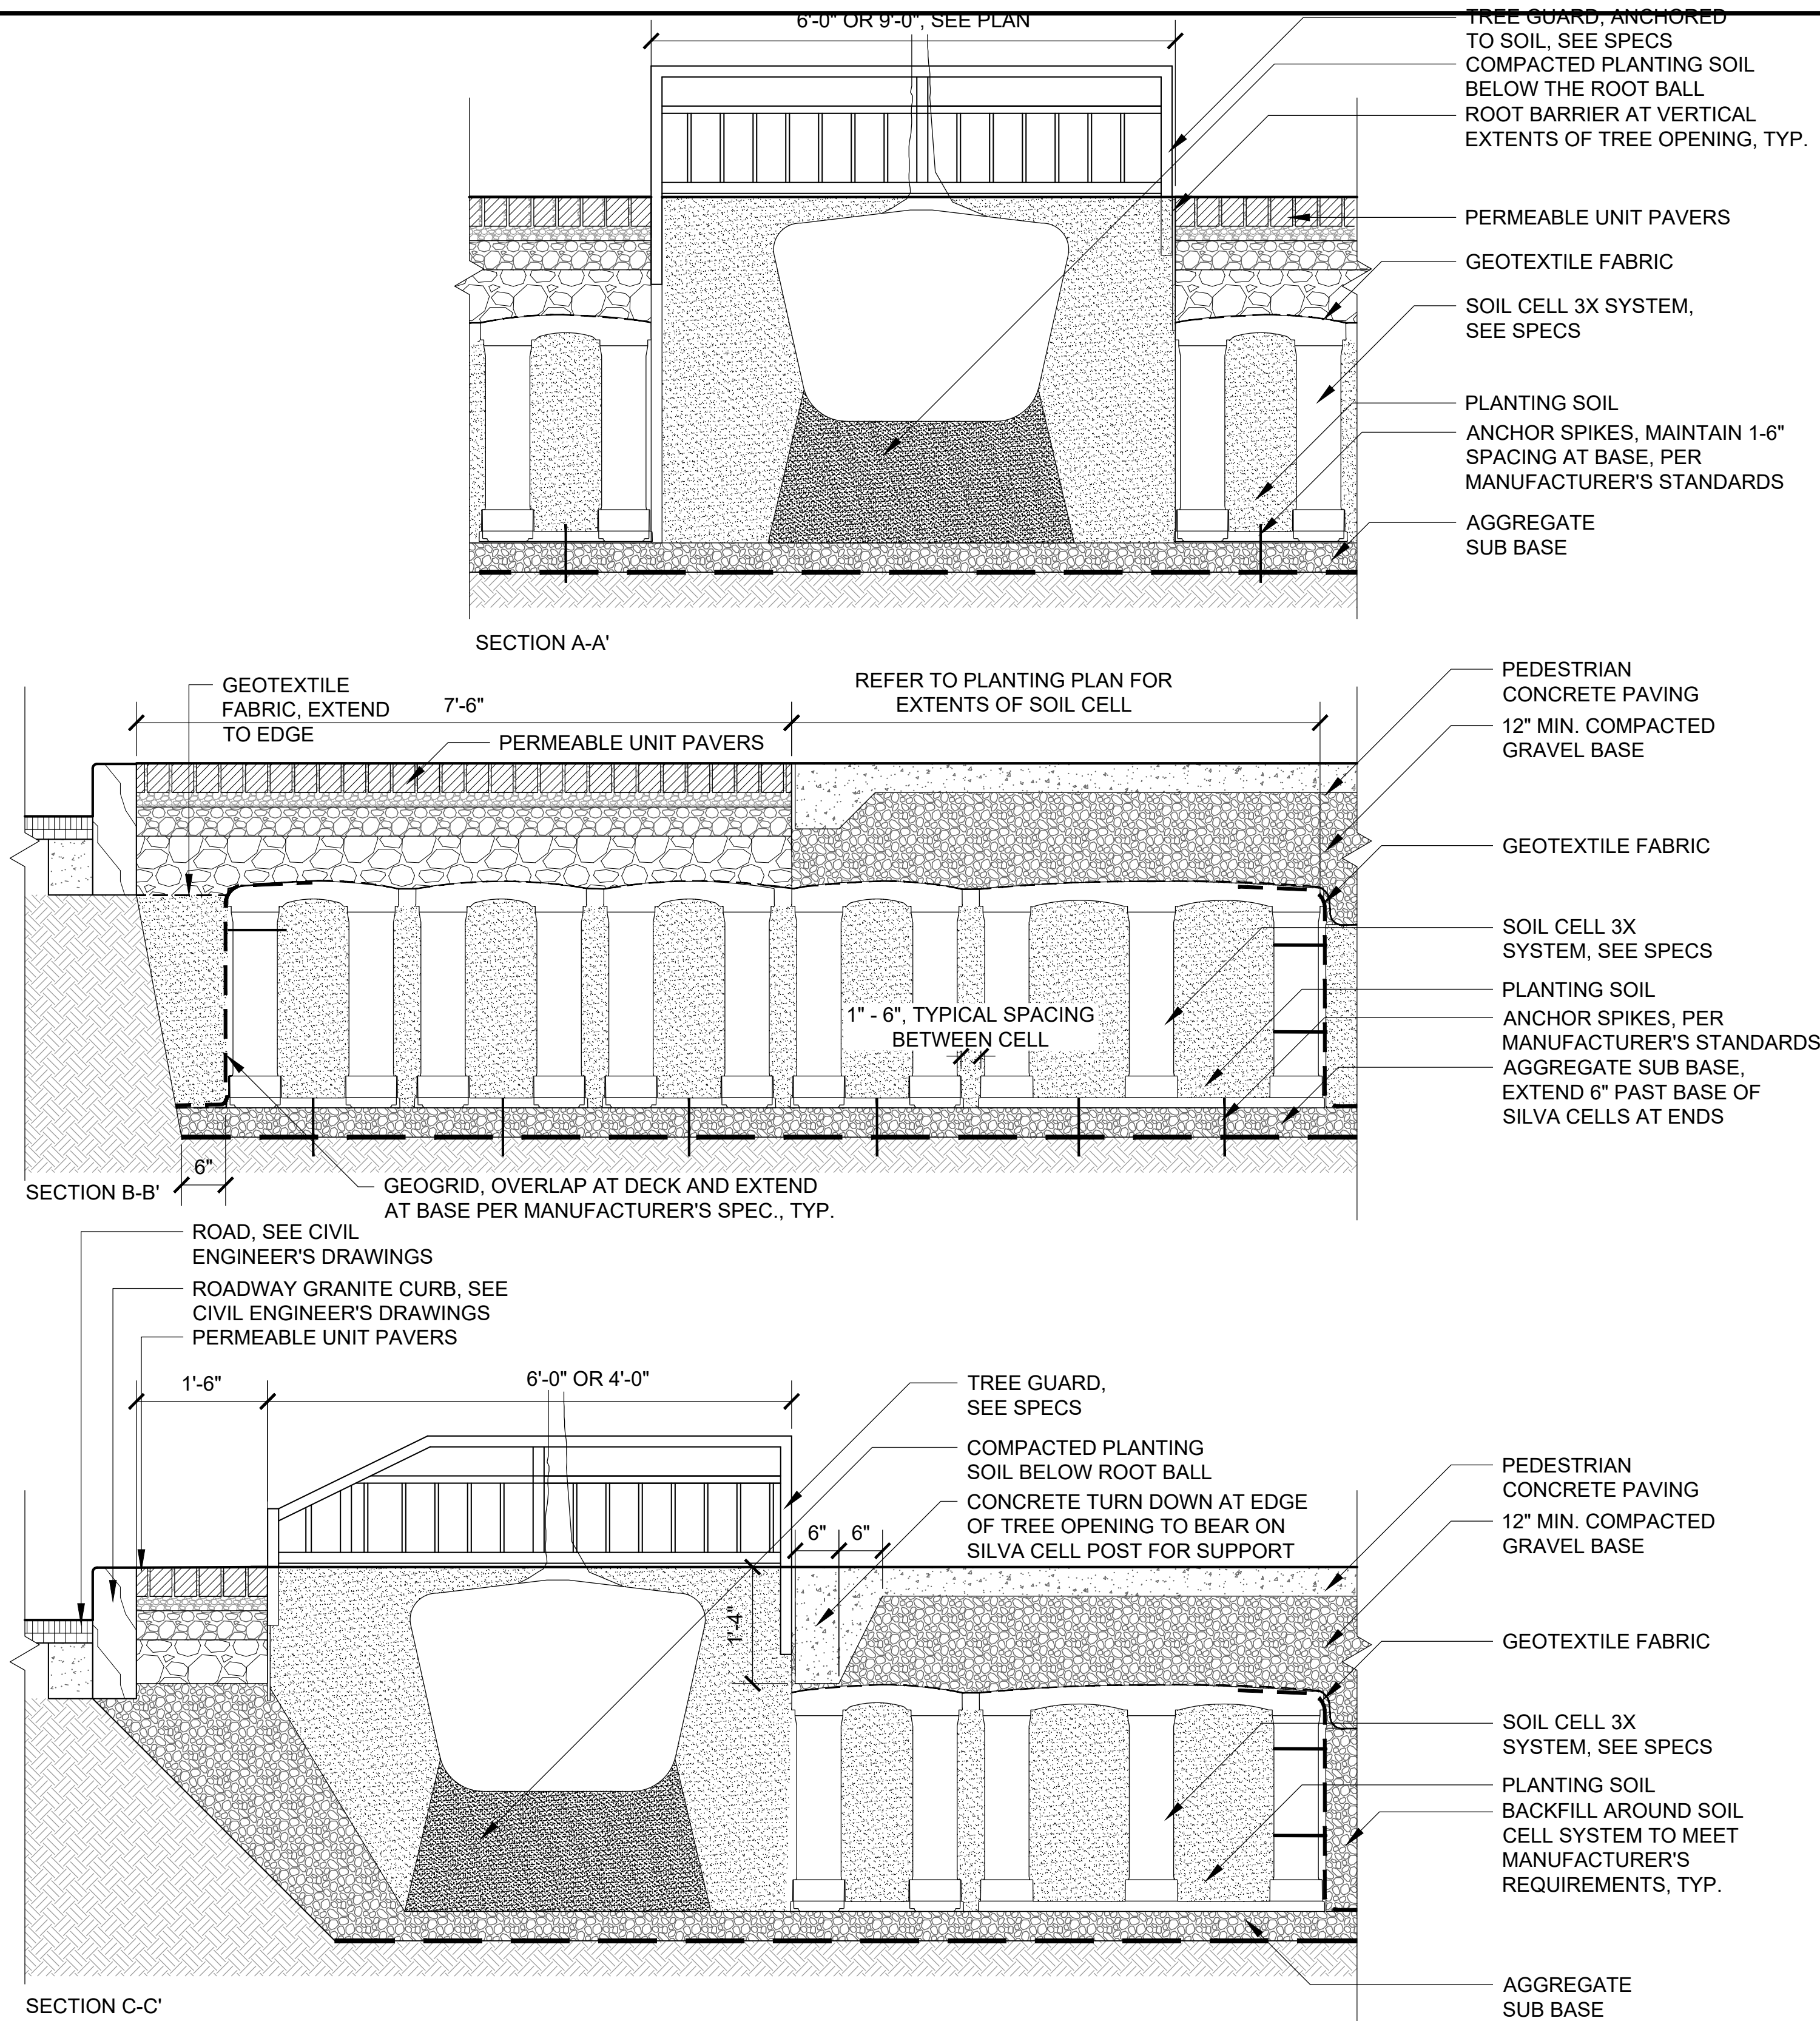 6'-0" OR 9'-0", SEE PLAN
TREE GUARD, ANCHORED
TO SOIL, SEE SPECS
COMPACTED PLANTING SOIL
BELOW THE ROOT BALL
ROOT BARRIER AT VERTICAL
EXTENTS OF TREE OPENING, TYP.
PERMEABLE UNIT PAVERS
GEOTEXTILE FABRIC
SOIL CELL 3X SYSTEM,
SEE SPECS
PLANTING SOIL
ANCHOR SPIKES, MAINTAIN 1-6"
SPACING AT BASE, PER
MANUFACTURER'S STANDARDS
AGGREGATE
SUB BASE
SECTION A-A'
GEOTEXTILE
FABRIC, EXTEND
TO EDGE
7'-6"
PERMEABLE UNIT PAVERS
REFER TO PLANTING PLAN FOR
EXTENTS OF SOIL CELL
PEDESTRIAN
CONCRETE PAVING
12" MIN. COMPACTED
GRAVEL BASE
GEOTEXTILE FABRIC
SOIL CELL 3X
SYSTEM, SEE SPECS
PLANTING SOIL
ANCHOR SPIKES, PER
MANUFACTURER'S STANDARDS
AGGREGATE SUB BASE,
EXTEND 6" PAST BASE OF
SILVA CELLS AT ENDS
1" - 6", TYPICAL SPACING
BETWEEN CELL
6"
SECTION B-B'
GEOGRID, OVERLAP AT DECK AND EXTEND
AT BASE PER MANUFACTURER'S SPEC., TYP.
ROAD, SEE CIVIL
ENGINEER'S DRAWINGS
ROADWAY GRANITE CURB, SEE
CIVIL ENGINEER'S DRAWINGS
PERMEABLE UNIT PAVERS
1'-6"
6'-0" OR 4'-0"
TREE GUARD,
SEE SPECS
COMPACTED PLANTING
SOIL BELOW ROOT BALL
CONCRETE TURN DOWN AT EDGE
OF TREE OPENING TO BEAR ON
SILVA CELL POST FOR SUPPORT
6"
6"
1'-4"
PEDESTRIAN
CONCRETE PAVING
12" MIN. COMPACTED
GRAVEL BASE
GEOTEXTILE FABRIC
SOIL CELL 3X
SYSTEM, SEE SPECS
PLANTING SOIL
BACKFILL AROUND SOIL
CELL SYSTEM TO MEET
MANUFACTURER'S
REQUIREMENTS, TYP.
AGGREGATE
SUB BASE
SECTION C-C'